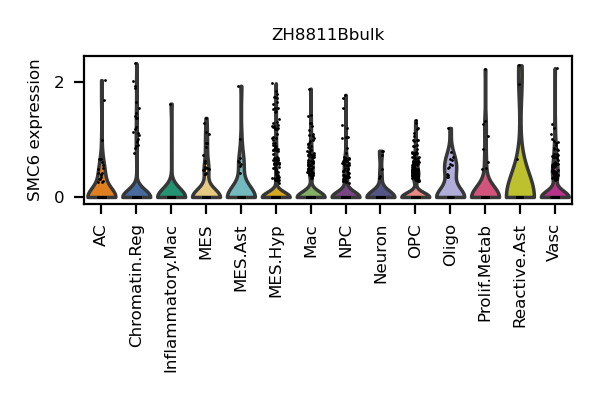 ZH8811Bbulk
SMC6 expression
2
0
AC
Chromatin.Reg
Inflammatory.Mac
MES
MES.Ast
MES.Hyp
Mac
NPC
Neuron
OPC
Oligo
Prolif.Metab
Reactive.Ast
Vasc